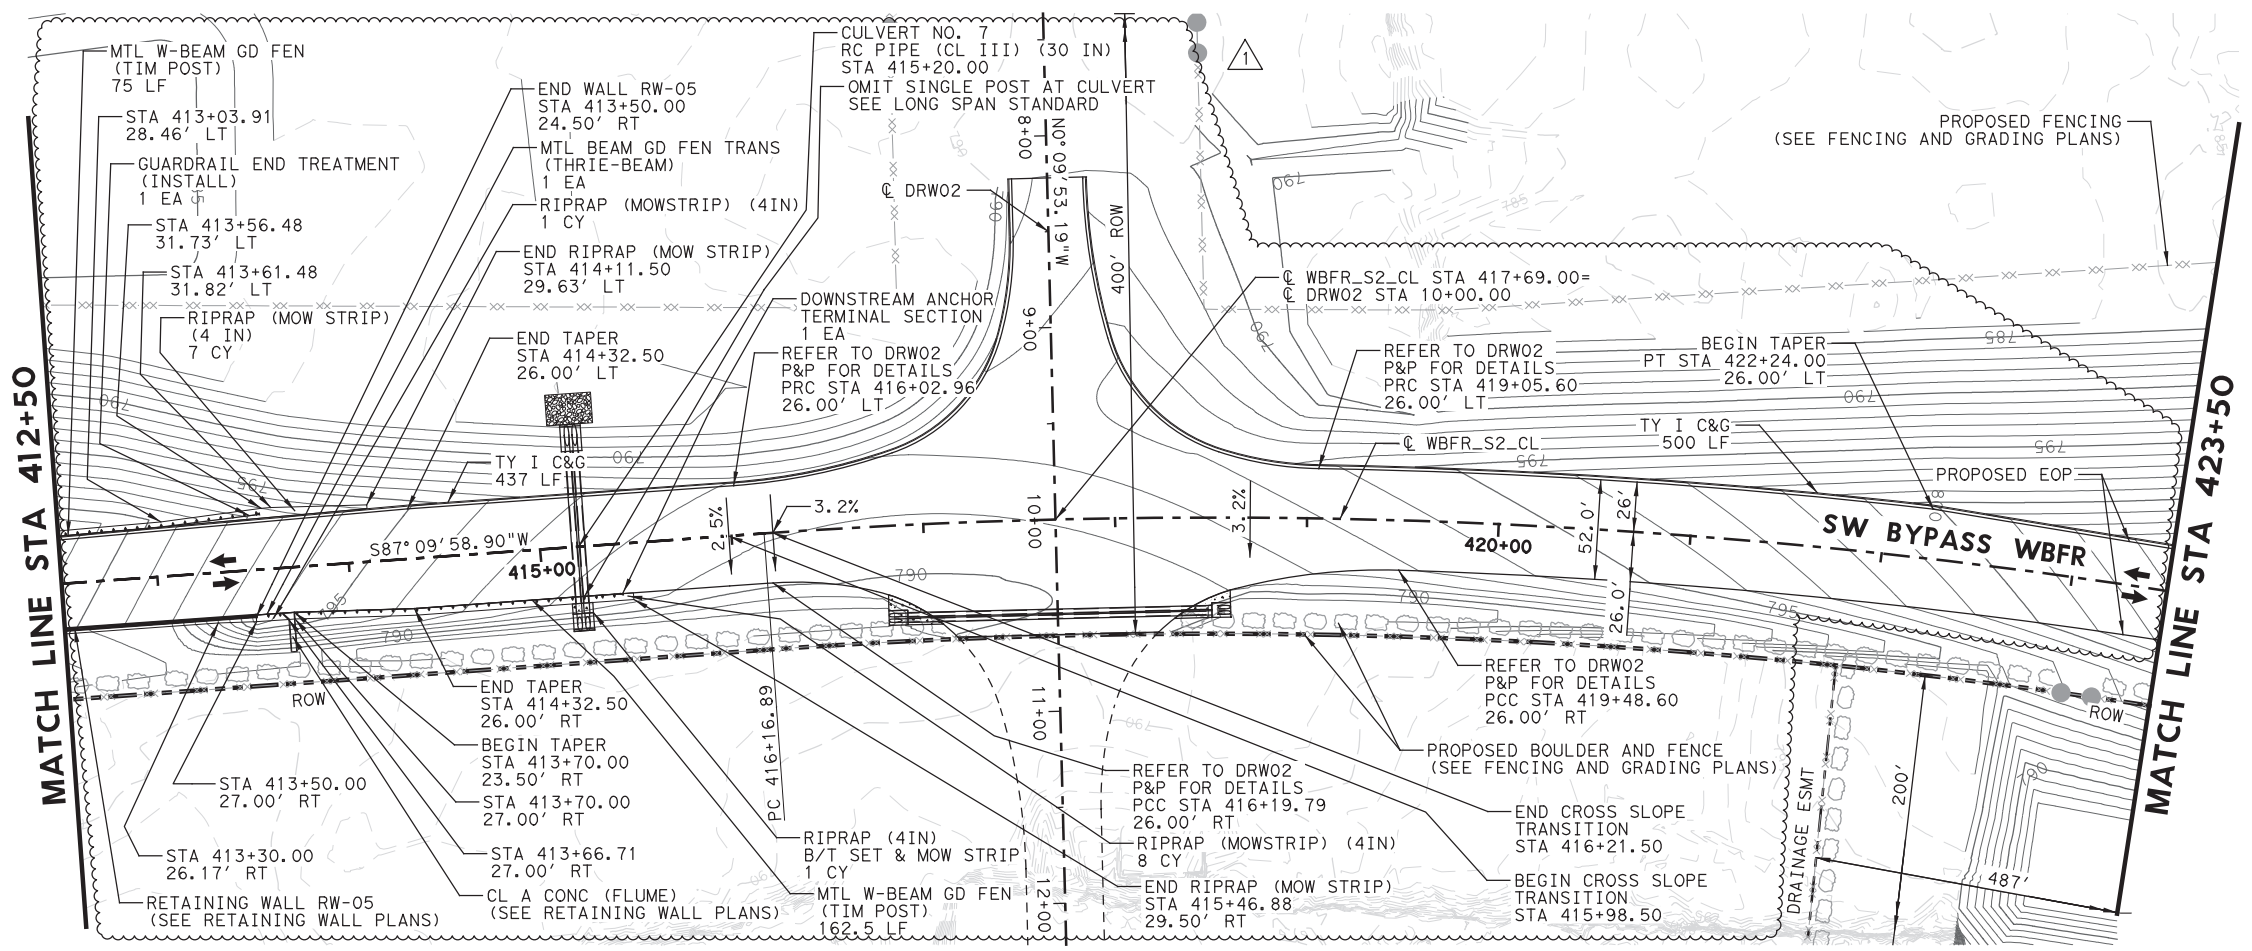 MTL W-BEAM GD FEN
(TIM POST)
75 LF
STA 413+03.91
28.46' LT
GUARDRAIL END TREATMENT
(INSTALL)
1 EA
STA 413+56.48
31.73' LT
STA 413+61.48
31.82' LT
RIPRAP (MOW STRIP)
(4 IN)
7 CY
END WALL RW-05
STA 413+50.00
24.50' RT
MTL BEAM GD FEN TRANS
(THRIE-BEAM)
1 EA
RIPRAP (MOWSTRIP) (4IN)
1 CY
END RIPRAP (MOW STRIP)
STA 414+11.50
29.63' LT
END TAPER
STA 414+32.50
26.00' LT
TY I C&G
437 LF
CULVERT NO. 7
RC PIPE (CL III) (30 IN)
STA 415+20.00
OMIT SINGLE POST AT CULVERT
SEE LONG SPAN STANDARD
℄ DRW02
DOWNSTREAM ANCHOR
TERMINAL SECTION
1 EA
REFER TO DRW02
P&P FOR DETAILS
PRC STA 416+02.96
26.00' LT
8+00
N0°09'53.19"W
9+00
10+00
11+00
12+00
400' ROW
1
PROPOSED FENCING
(SEE FENCING AND GRADING PLANS)
℄ WBFR_S2_CL STA 417+69.00=
℄ DRW02 STA 10+00.00
REFER TO DRW02
P&P FOR DETAILS
PRC STA 419+05.60
26.00' LT
BEGIN TAPER
PT STA 422+24.00
26.00' LT
TY I C&G
500 LF
℄ WBFR_S2_CL
PROPOSED EOP
MATCH LINE STA 412+50
MATCH LINE STA 423+50
S87°09'58.90"W
415+00
2.5%
3.2%
3.2%
420+00
52.0'
26'
26.0'
SW BYPASS WBFR
790
790
790
790
790
790
790
790
790
790
790
790
785
785
795
795
795
795
795
800
ROW
ROW
STA 413+50.00
27.00' RT
STA 413+30.00
26.17' RT
RETAINING WALL RW-05
(SEE RETAINING WALL PLANS)
END TAPER
STA 414+32.50
26.00' RT
BEGIN TAPER
STA 413+70.00
23.50' RT
STA 413+70.00
27.00' RT
STA 413+66.71
27.00' RT
CL A CONC (FLUME)
(SEE RETAINING WALL PLANS)
PC 416+16.89
RIPRAP (4IN)
B/T SET & MOW STRIP
1 CY
MTL W-BEAM GD FEN
(TIM POST)
162.5 LF
REFER TO DRW02
P&P FOR DETAILS
PCC STA 416+19.79
26.00' RT
RIPRAP (MOWSTRIP) (4IN)
8 CY
END RIPRAP (MOW STRIP)
STA 415+46.88
29.50' RT
REFER TO DRW02
P&P FOR DETAILS
PCC STA 419+48.60
26.00' RT
PROPOSED BOULDER AND FENCE
(SEE FENCING AND GRADING PLANS)
END CROSS SLOPE
TRANSITION
STA 416+21.50
BEGIN CROSS SLOPE
TRANSITION
STA 415+98.50
DRAINAGE ESMT
200'
487'